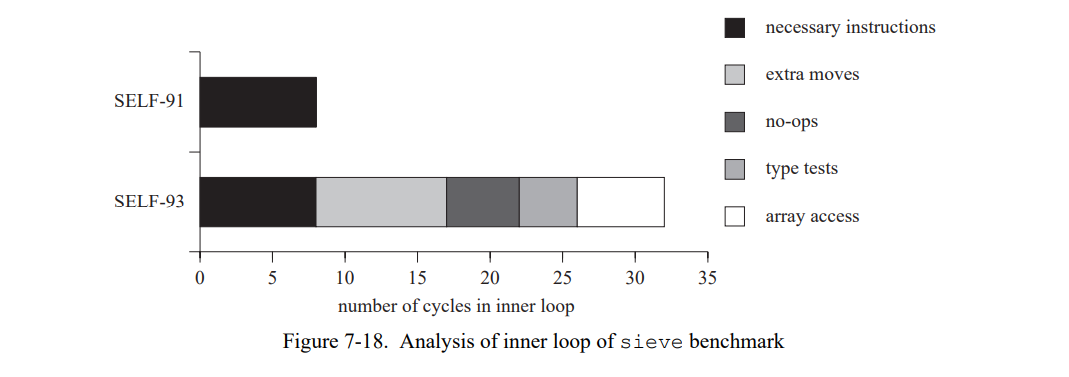 necessary instructions
extra moves
no-ops
type tests
array access
SELF-91
SELF-93
0 5 10 15 20 25 30 35
number of cycles in inner loop
Figure 7-18. Analysis of inner loop of sieve benchmark